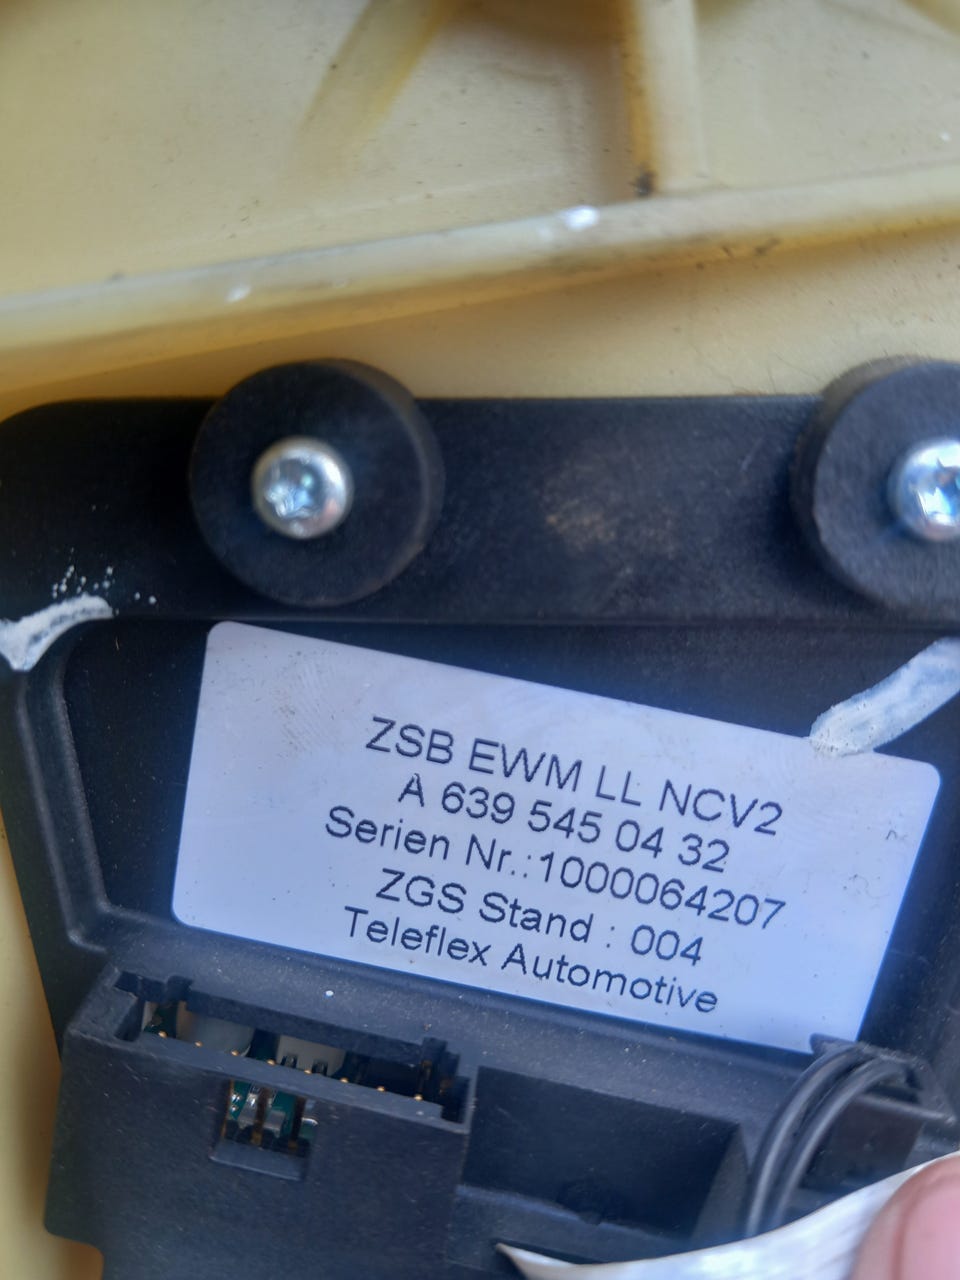 ZSB EWM LL NCV2
A 639 545 04 32
Serien Nr.:1000064207
ZGS Stand : 004
Teleflex Automotive